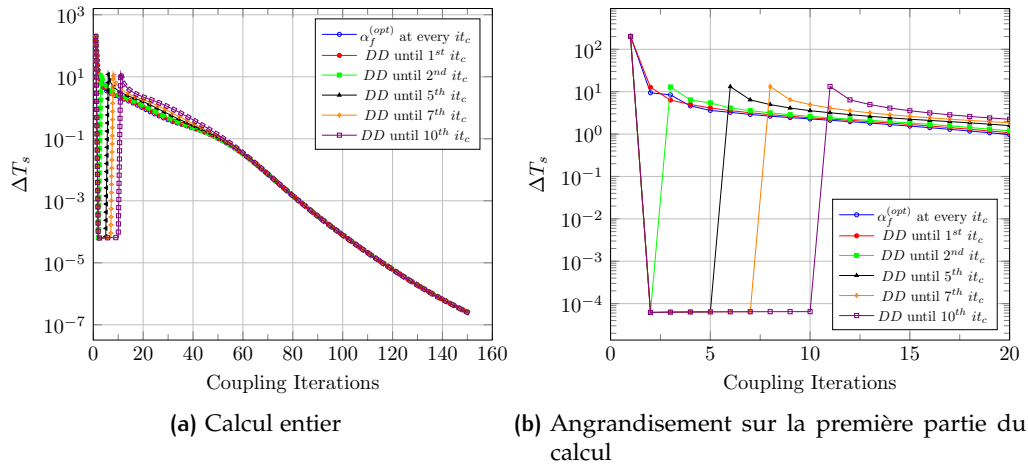 10^3
10^1
10^-1
10^-3
10^-5
10^-7
ΔT_s
0 20 40 60 80 100 120 140 160
Coupling Iterations
α_f^(opt) at every it_c
DD until 1^st it_c
DD until 2^nd it_c
DD until 5^th it_c
DD until 7^th it_c
DD until 10^th it_c
(a) Calcul entier
10^2
10^1
10^0
10^-1
10^-2
10^-3
10^-4
ΔT_s
0 5 10 15 20
Coupling Iterations
α_f^(opt) at every it_c
DD until 1^st it_c
DD until 2^nd it_c
DD until 5^th it_c
DD until 7^th it_c
DD until 10^th it_c
(b) Angrandisement sur la première partie du
calcul